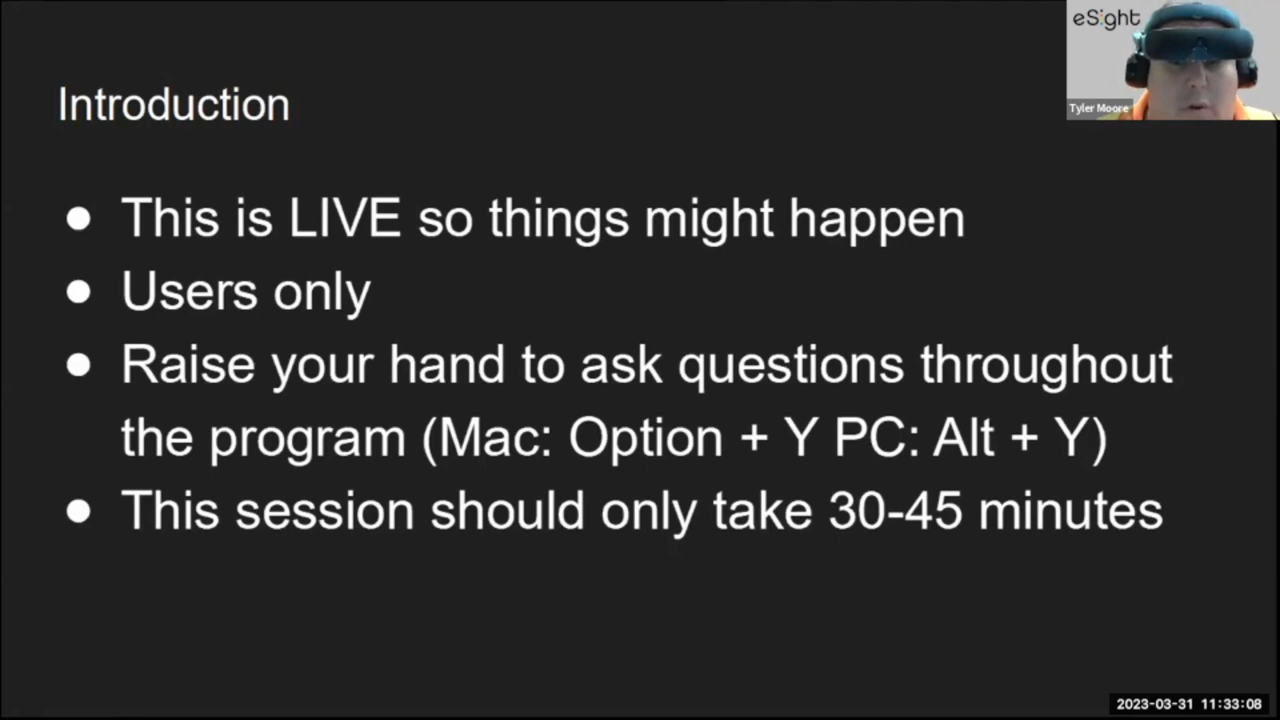 eSight
Tyler Moore
Introduction
● This is LIVE so things might happen
● Users only
● Raise your hand to ask questions throughout
the program (Mac: Option + Y PC: Alt + Y)
● This session should only take 30-45 minutes
2023-03-31 11:33:08